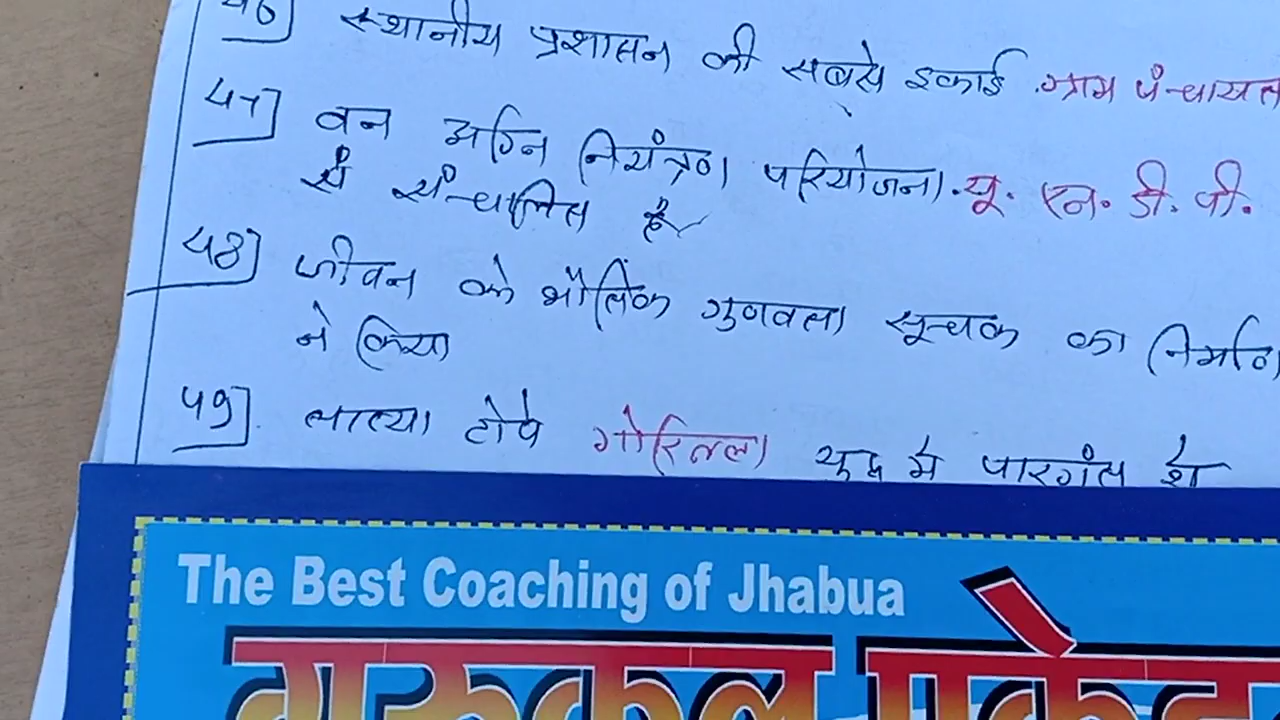 46] स्थानीय प्रशासन की सबसे इकाई ग्राम पंचायत
47] वन अग्नि नियंत्रण परियोजना यू. एन. डी. पी.
से संचालित है
48] जीवन के भौतिक गुणवत्ता सूचक का निर्माण
ने किया
49] तात्या टोपे गोरिल्ला युद्ध मे पारगंत थे
The Best Coaching of Jhabua
गुरुकुल